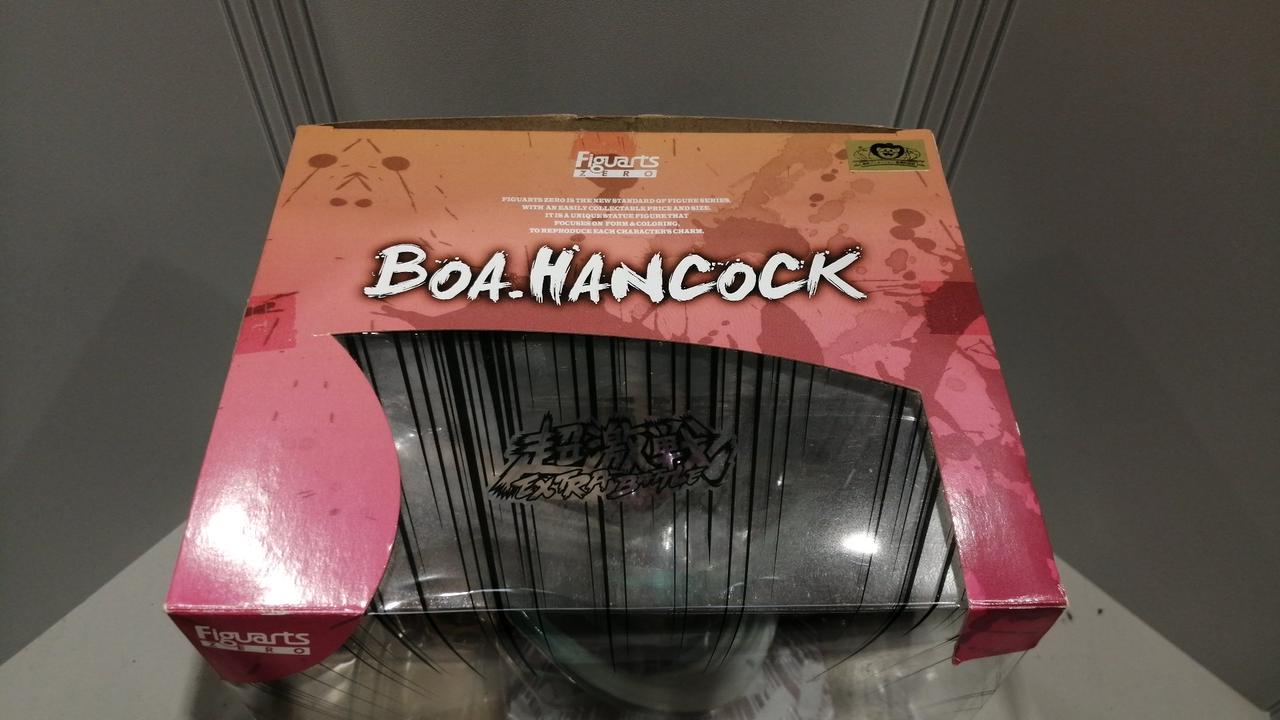 Figuarts
ZERO
FIGUARTS ZERO IS THE NEW STANDARD OF FIGURE SERIES,
WITH AN EASILY COLLECTABLE PRICE AND SIZE.
IT IS A UNIQUE STATUE FIGURE THAT
FOCUSES ON FORM & COLORING,
TO REPRODUCE EACH CHARACTER'S CHARM.
BOA.HANCOCK
超激戦
EXTRA BATTLE
Figuarts
ZERO